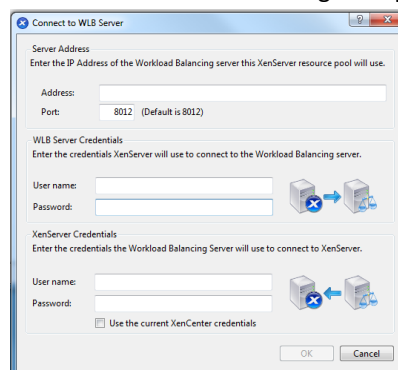 Connect to WLB Server
Server Address
Enter the IP Address of the Workload Balancing server this XenServer resource pool will use.
Address:
Port: 8012 (Default is 8012)
WLB Server Credentials
Enter the credentials XenServer will use to connect to the Workload Balancing server.
User name:
Password:
XenServer Credentials
Enter the credentials the Workload Balancing Server will use to connect to XenServer.
User name:
Password:
Use the current XenCenter credentials
OK Cancel